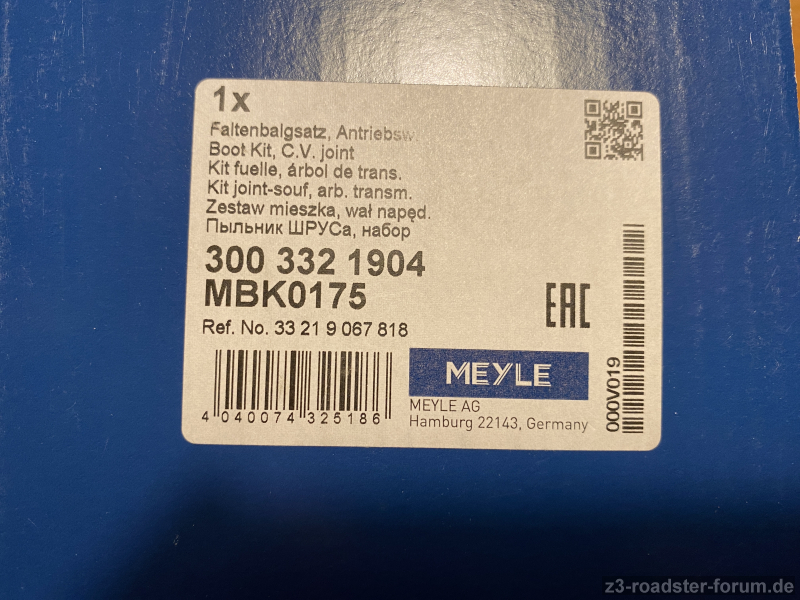 1x
Faltenbalgsatz, Antriebsw.
Boot Kit, C.V. joint
Kit fuelle, árbol de trans.
Kit joint-souf, arb. transm.
Zestaw mieszka, wał napęd.
Пыльник ШРУСа, набор
300 332 1904
MBK0175
Ref. No. 33 21 9 067 818
EAC
MEYLE
MEYLE AG
Hamburg 22143, Germany
4 040074 325186
000V019
z3-roadster-forum.de